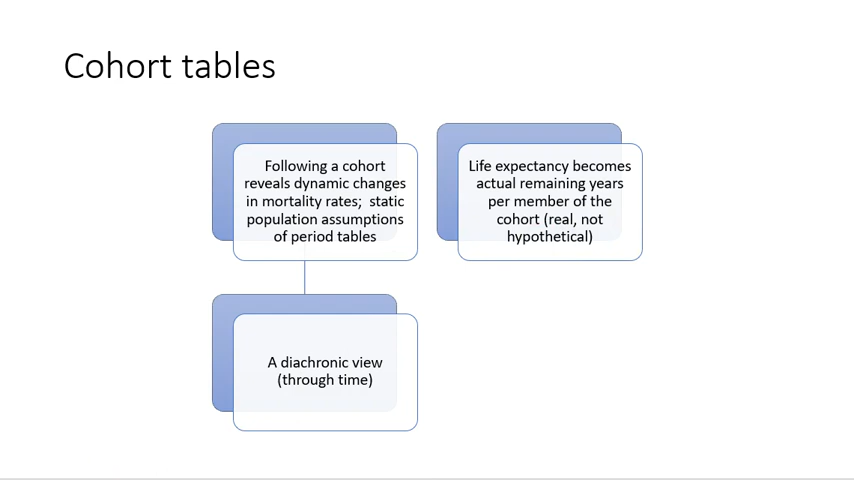 Cohort tables
Following a cohort
reveals dynamic changes
in mortality rates; static
population assumptions
of period tables
Life expectancy becomes
actual remaining years
per member of the
cohort (real, not
hypothetical)
A diachronic view
(through time)